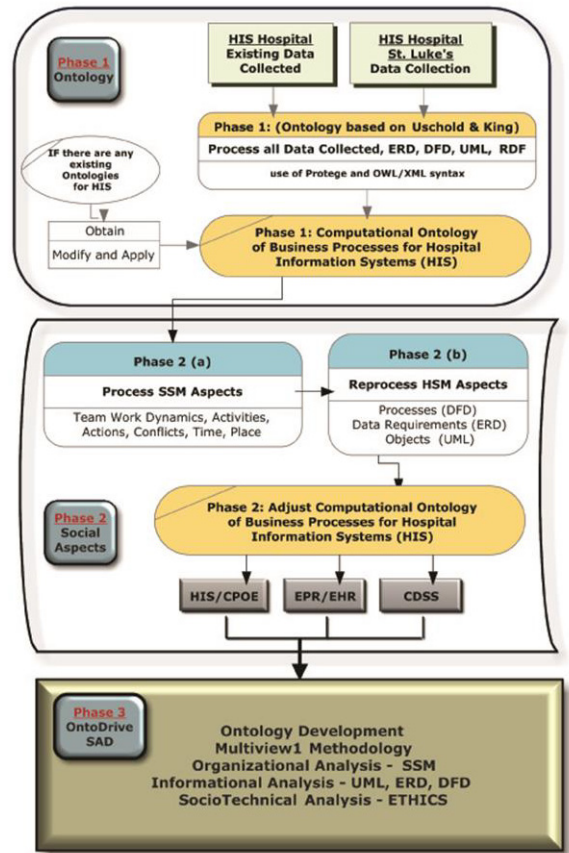 HIS Hospital
Existing Data
Collected
HIS Hospital
St. Luke's
Data Collection
Phase 1
Ontology
Phase 1: (Ontology based on Uschold & King)
Process all Data Collected, ERD, DFD, UML, RDF
use of Protege and OWL/XML syntax
IF there are any
existing
Ontologies
for HIS
Obtain
Modify and Apply
Phase 1: Computational Ontology
of Business Processes for Hospital
Information Systems (HIS)
Phase 2 (a)
Process SSM Aspects
Team Work Dynamics, Activities,
Actions, Conflicts, Time, Place
Phase 2 (b)
Reprocess HSM Aspects
Processes (DFD)
Data Requirements (ERD)
Objects (UML)
Phase 2
Social
Aspects
Phase 2: Adjust Computational Ontology
of Business Processes for Hospital
Information Systems (HIS)
HIS/CPOE
EPR/EHR
CDSS
Phase 3
OntoDrive
SAD
Ontology Development
Multiview1 Methodology
Organizational Analysis - SSM
Informational Analysis - UML, ERD, DFD
SocioTechnical Analysis - ETHICS